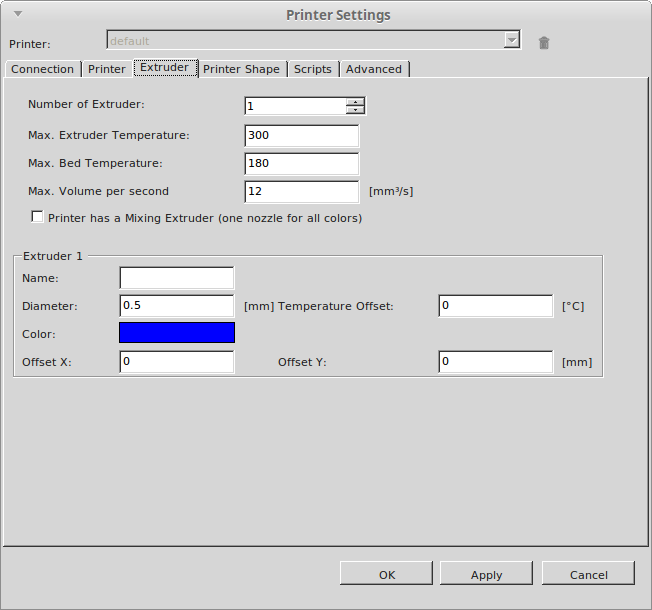 Printer Settings
Printer: default
Connection Printer Extruder Printer Shape Scripts Advanced
Number of Extruder: 1
Max. Extruder Temperature: 300
Max. Bed Temperature: 180
Max. Volume per second 12 [mm³/s]
Printer has a Mixing Extruder (one nozzle for all colors)
Extruder 1
Name:
Diameter: 0.5 [mm] Temperature Offset: 0 [°C]
Color:
Offset X: 0 Offset Y: 0 [mm]
OK Apply Cancel